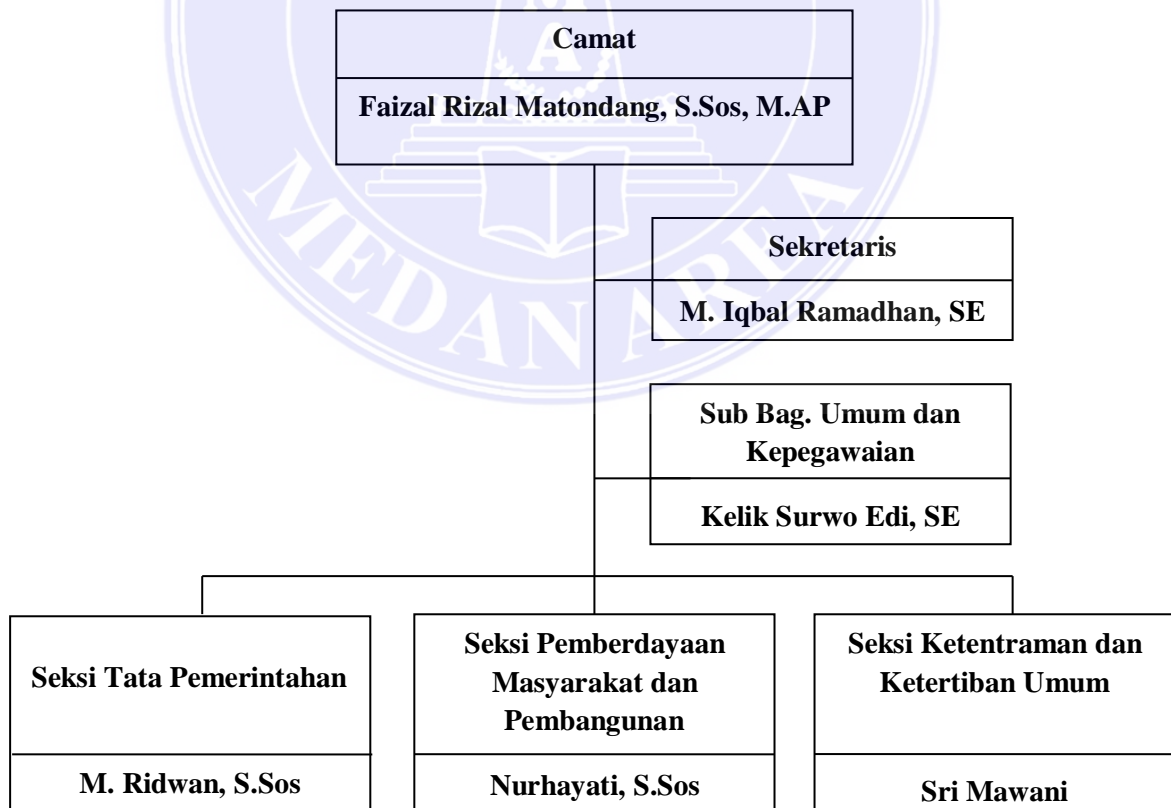 Camat
Faizal Rizal Matondang, S.Sos, M.AP
Sekretaris
M. Iqbal Ramadhan, SE
Sub Bag. Umum dan
Kepegawaian
Kelik Surwo Edi, SE
Seksi Tata Pemerintahan
M. Ridwan, S.Sos
Seksi Pemberdayaan
Masyarakat dan
Pembangunan
Nurhayati, S.Sos
Seksi Ketentraman dan
Ketertiban Umum
Sri Mawani
M
A
MEDAN AREA